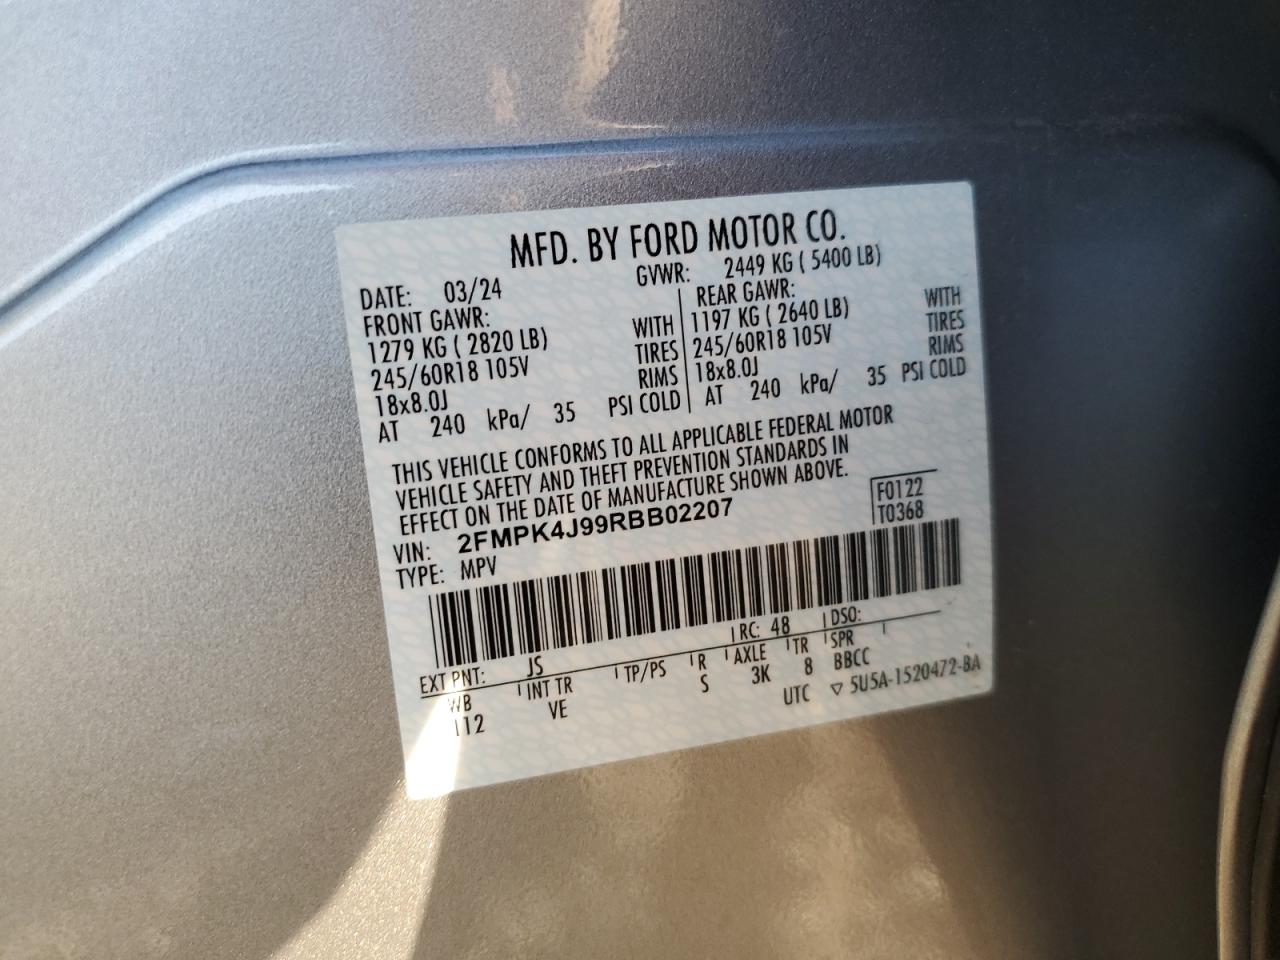 MFD. BY FORD MOTOR CO.
DATE: 03/24 GVWR: 2449 KG ( 5400 LB)
FRONT GAWR: REAR GAWR:
1279 KG ( 2820 LB) WITH 1197 KG ( 2640 LB) WITH
245/60R18 105V TIRES 245/60R18 105V TIRES
18x8.0J RIMS 18x8.0J RIMS
AT 240 kPa/ 35 PSI COLD AT 240 kPa/ 35 PSI COLD
THIS VEHICLE CONFORMS TO ALL APPLICABLE FEDERAL MOTOR
VEHICLE SAFETY AND THEFT PREVENTION STANDARDS IN
EFFECT ON THE DATE OF MANUFACTURE SHOWN ABOVE.
F0122
VIN: 2FMPK4J99RBB02207 T0368
TYPE: MPV
EXT PNT: JS RC: 48 DSO:
WB INT TR TP/PS R AXLE TR SPR
112 VE S 3K 8 BBCC
UTC ▽ 5U5A-1520472-BA